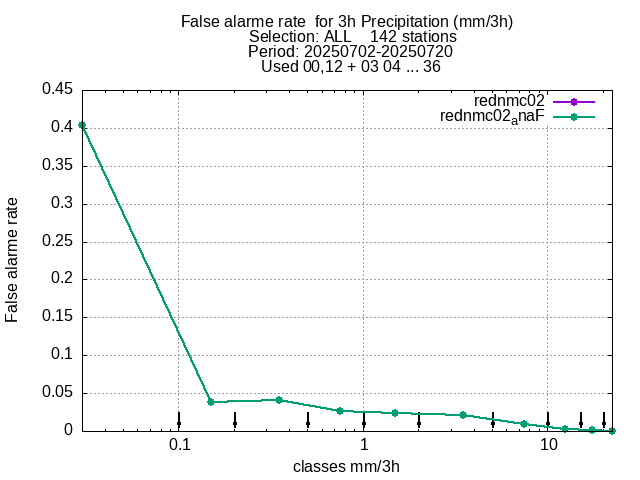 False alarme rate  for 3h Precipitation (mm/3h)
Selection: ALL    142 stations
Period: 20250702-20250720
Used 00,12 + 03 04 ... 36
rednmc02
rednmc02anaF
0.45
0.4
0.35
0.3
0.25
0.2
0.15
0.1
0.05
0
False alarme rate
0.1
1
10
classes mm/3h